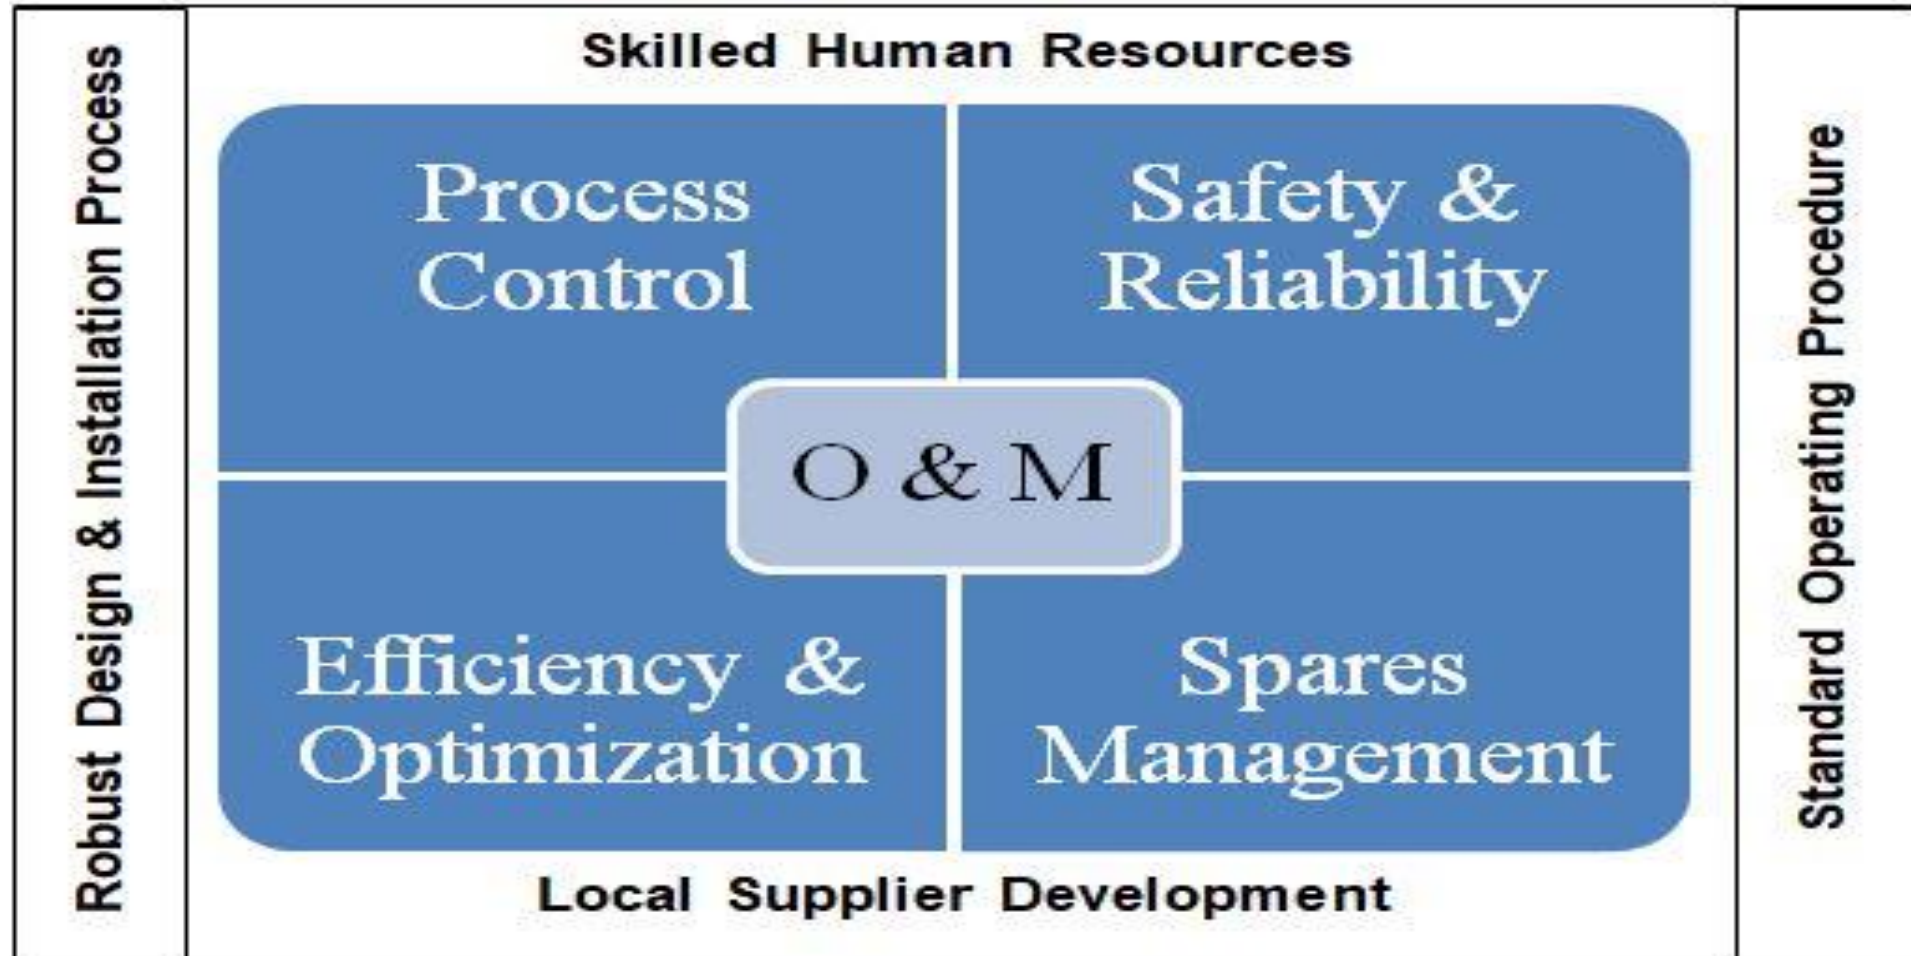 Skilled Human Resources
Robust Design & Installation Process
Process
Control
Safety &
Reliability
O & M
Efficiency &
Optimization
Spares
Management
Standard Operating Procedure
Local Supplier Development